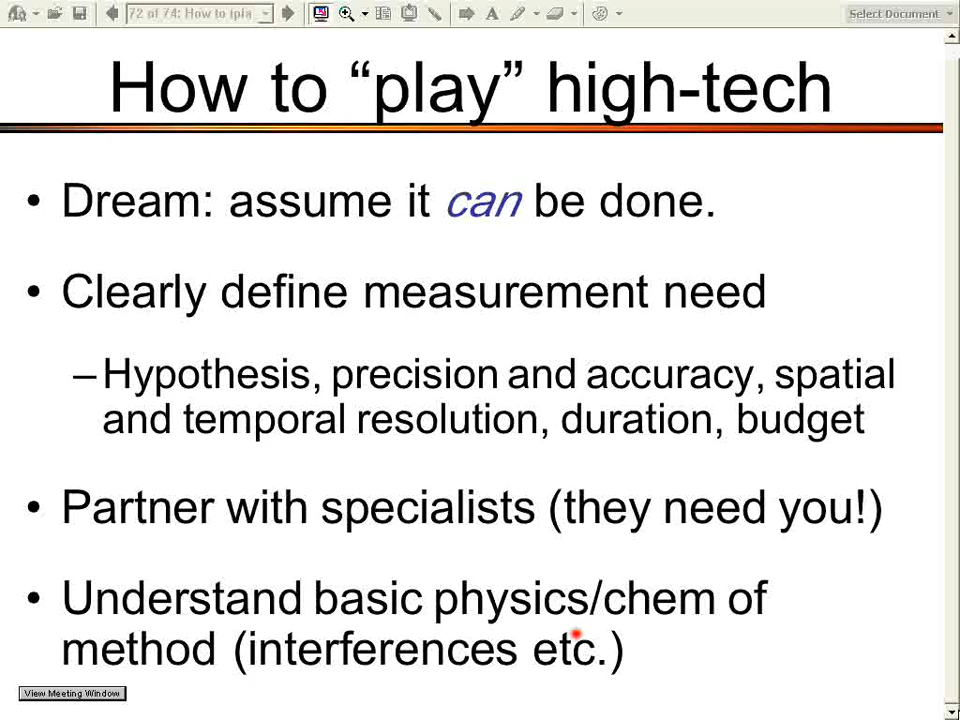 72 of 74: How to (pla
Select Document
How to “play” high-tech
• Dream: assume it can be done.
• Clearly define measurement need
–Hypothesis, precision and accuracy, spatial
and temporal resolution, duration, budget
• Partner with specialists (they need you!)
• Understand basic physics/chem of
method (interferences etc.)
View Meeting Window